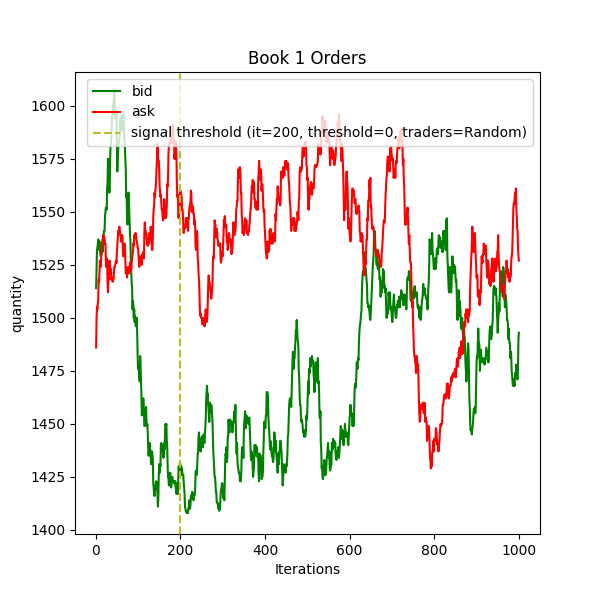 Book 1 Orders
bid
ask
signal threshold (it=200, threshold=0, traders=Random)
quantity
1600
1575
1550
1525
1500
1475
1450
1425
1400
0 200 400 600 800 1000
Iterations